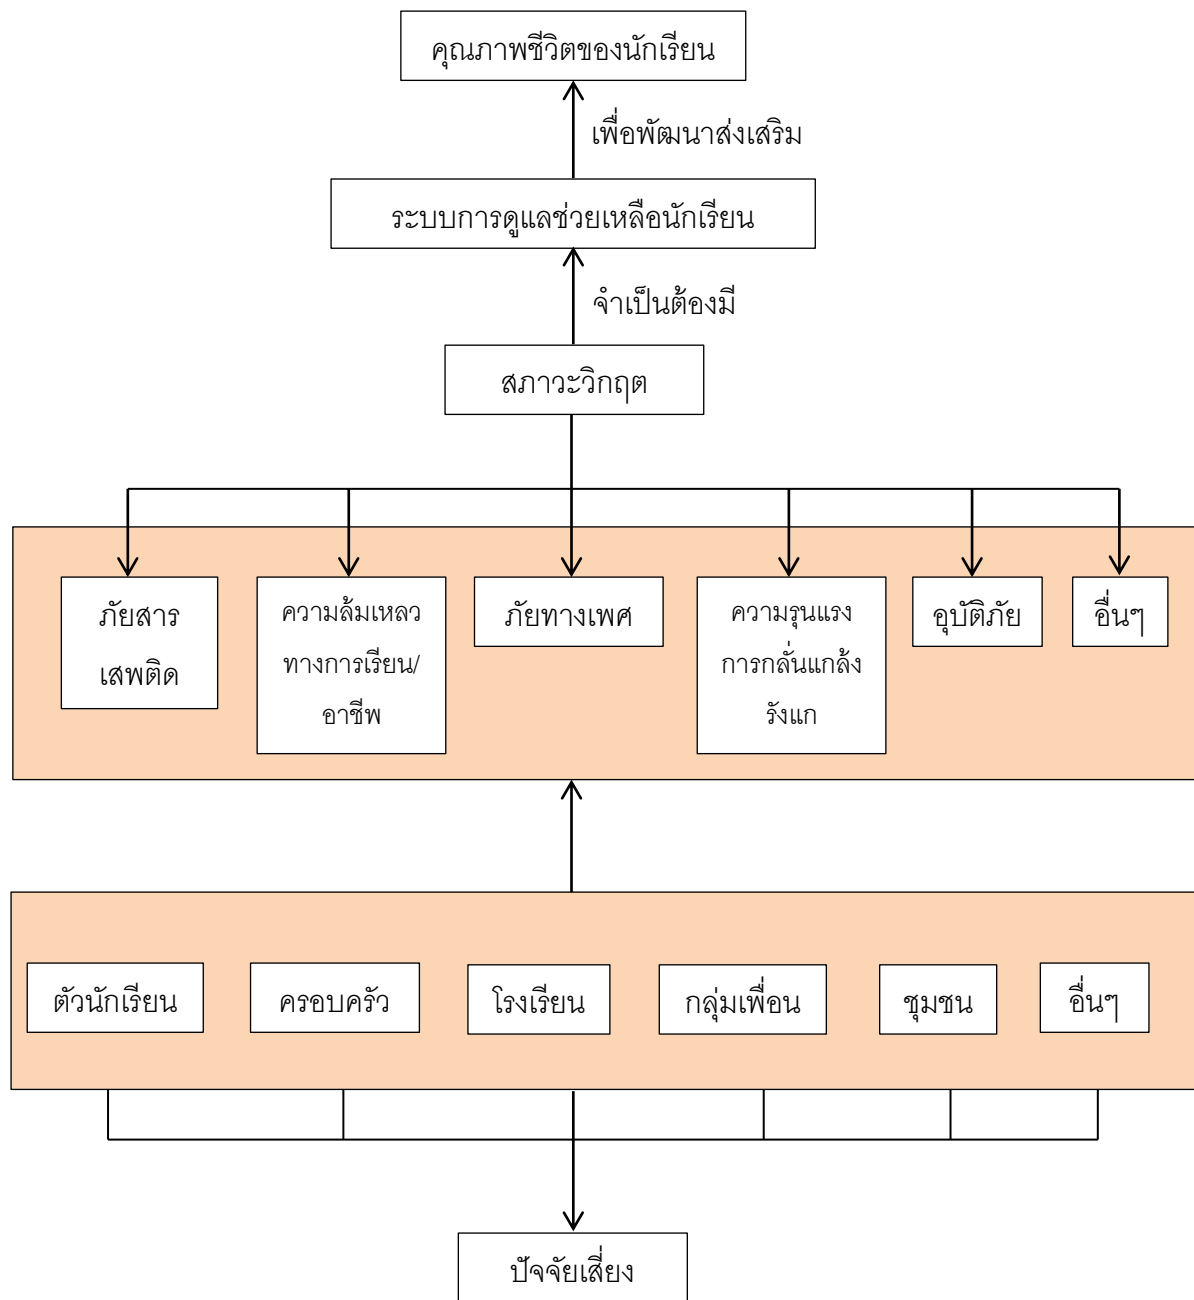 คุณภาพชีวิตของนักเรียน
เพื่อพัฒนาส่งเสริม
ระบบการดูแลช่วยเหลือนักเรียน
จำเป็นต้องมี
สภาวะวิกฤต
ภัยสาร
เสพติด
ความล้มเหลว
ทางการเรียน/
อาชีพ
ภัยทางเพศ
ความรุนแรง
การกลั่นแกล้ง
รังแก
อุบัติภัย
อื่นๆ
ตัวนักเรียน
ครอบครัว
โรงเรียน
กลุ่มเพื่อน
ชุมชน
อื่นๆ
ปัจจัยเสี่ยง